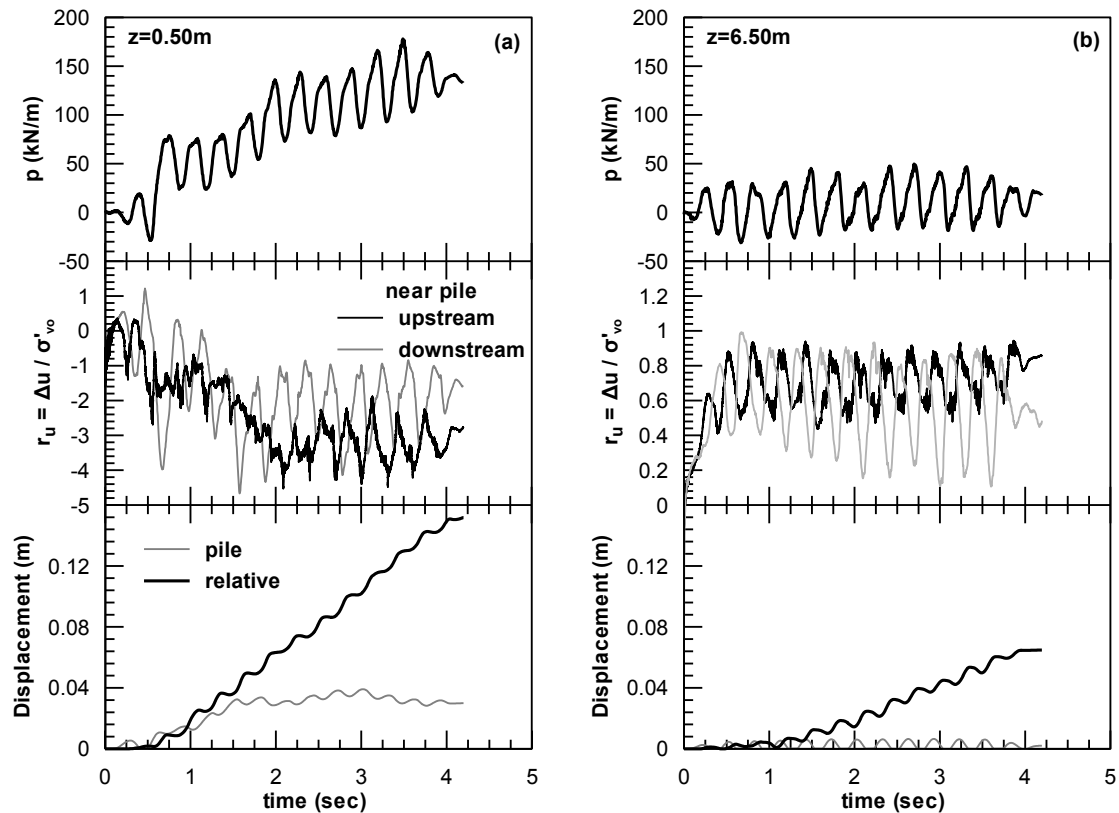 z=0.50m (a)
200
150
100
50
0
-50
p (kN/m)
1
0
-1
-2
-3
-4
-5
r_u = Δu / σ'_vo
near pile
upstream
downstream
0.12
0.08
0.04
0
Displacement (m)
pile
relative
0 1 2 3 4 5
time (sec)
z=6.50m (b)
200
150
100
50
0
-50
p (kN/m)
1.2
1
0.8
0.6
0.4
0.2
0
r_u = Δu / σ'_vo
0.12
0.08
0.04
0
Displacement (m)
0 1 2 3 4 5
time (sec)